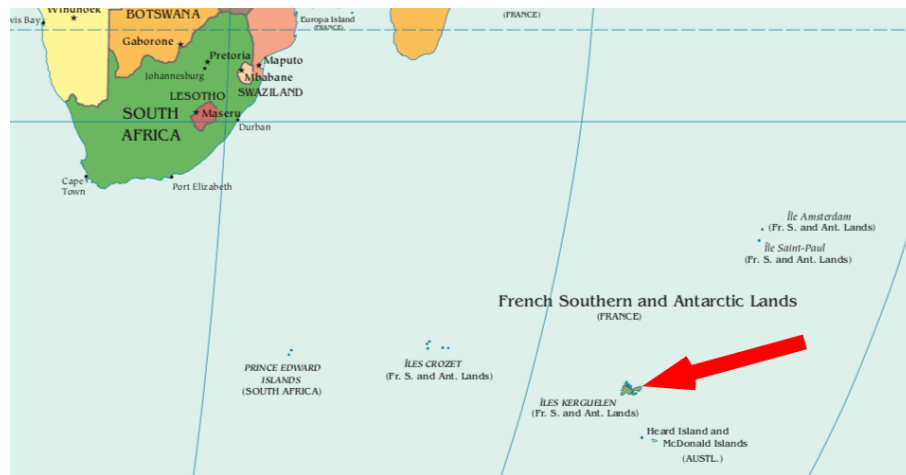 BOTSWANA
Europa Island
(FRANCE)
Gaborone
Pretoria
Maputo
Johannesburg
Mbabane
SWAZILAND
LESOTHO
Maseru
SOUTH
AFRICA
Durban
Cape
Town
Port Elizabeth
Île Amsterdam
(Fr. S. and Ant. Lands)
Île Saint-Paul
(Fr. S. and Ant. Lands)
French Southern and Antarctic Lands
(FRANCE)
PRINCE EDWARD
ISLANDS
(SOUTH AFRICA)
ÎLES CROZET
(Fr. S. and Ant. Lands)
ÎLES KERGUELEN
(Fr. S. and Ant. Lands)
Heard Island and
McDonald Islands
(AUSTL.)